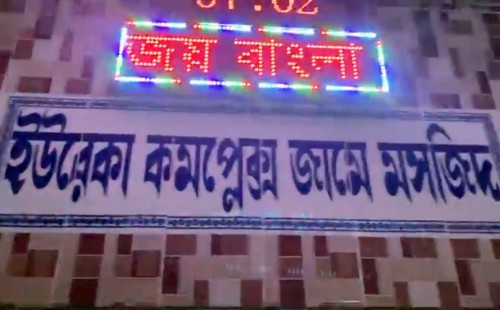 জয় বাংলা
ইউরেকা কমপ্লেক্স জামে মসজিদ